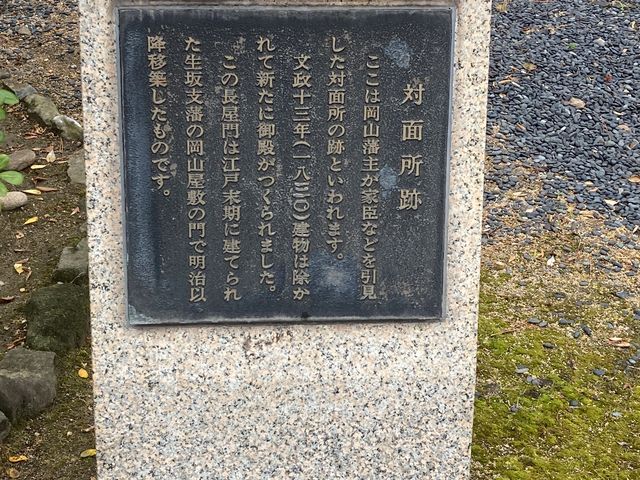 対面所跡
ここは岡山藩主が家臣などを引見
した対面所の跡といわれます。
文政十三年(一八三〇)建物は除か
れて新たに御殿がつくられました。
この長屋門は江戸末期に建てられ
た生坂支藩の岡山屋敷の門で明治以
降移築したものです。